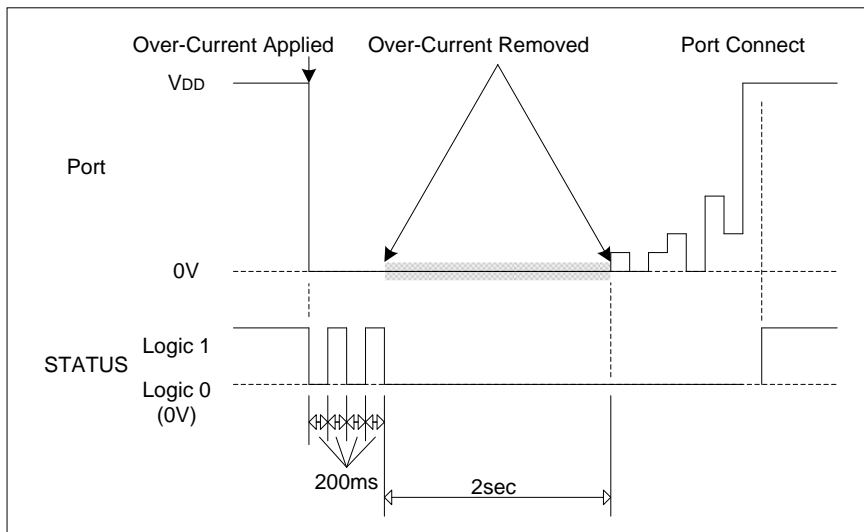 Over-Current Applied
Over-Current Removed
Port Connect
VDD
Port
0V
Logic 1
STATUS
Logic 0
(0V)
200ms
2sec